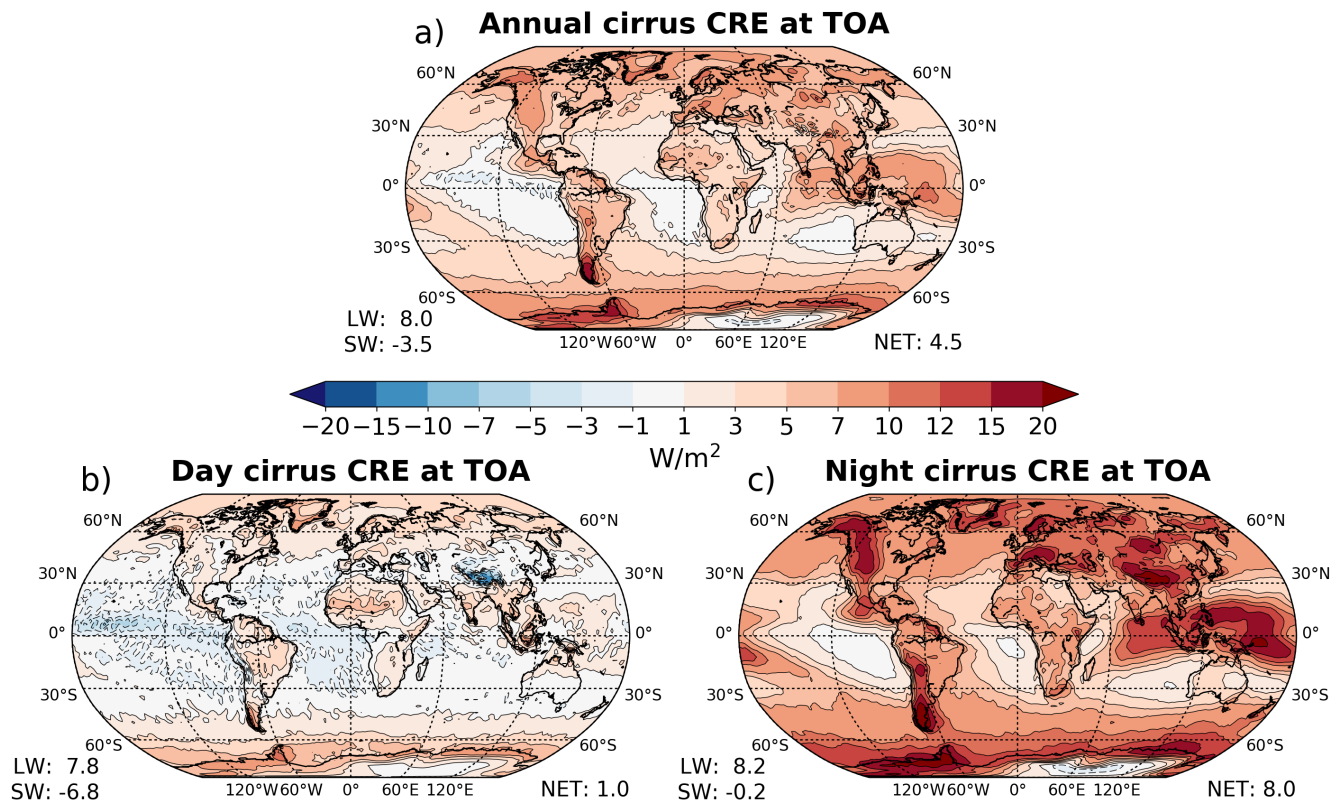 a) Annual cirrus CRE at TOA
60°N 60°N
30°N 30°N
0° 0°
30°S 30°S
60°S 60°S
LW: 8.0
SW: -3.5
NET: 4.5
120°W 60°W 0° 60°E 120°E
−20 −15 −10 −7 −5 −3 −1 1 3 5 7 10 12 15 20
W/m²
b) Day cirrus CRE at TOA
60°N 60°N
30°N 30°N
0° 0°
30°S 30°S
60°S 60°S
LW: 7.8
SW: -6.8
NET: 1.0
120°W 60°W 0° 60°E 120°E
c) Night cirrus CRE at TOA
60°N 60°N
30°N 30°N
0° 0°
30°S 30°S
60°S 60°S
LW: 8.2
SW: -0.2
NET: 8.0
120°W 60°W 0° 60°E 120°E